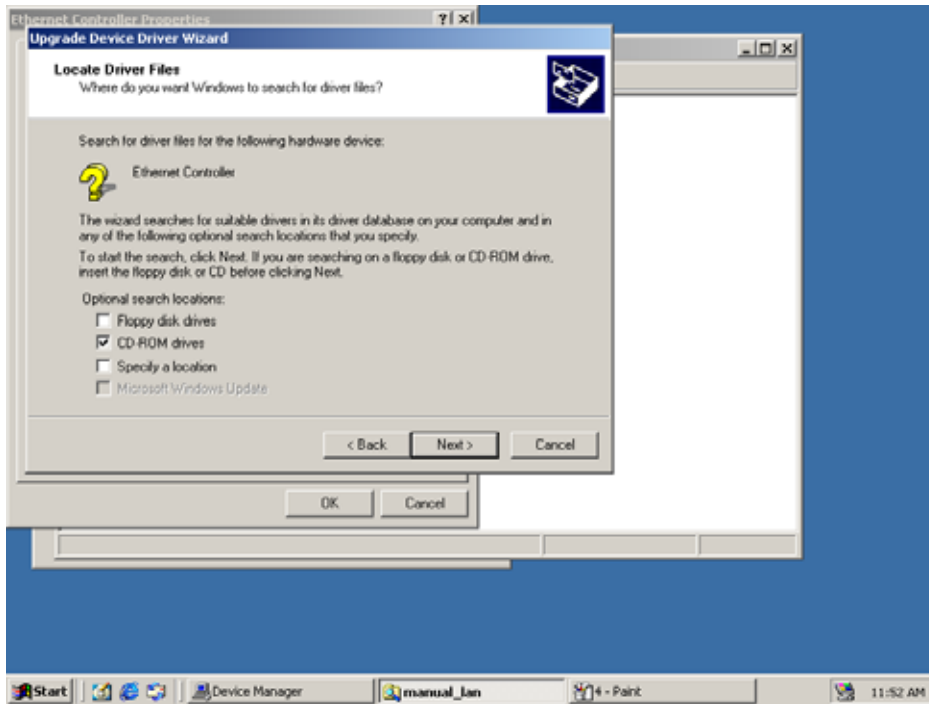 Ethernet Controller Properties
Upgrade Device Driver Wizard
Locate Driver Files
Where do you want Windows to search for driver files?
Search for driver files for the following hardware device:
Ethernet Controller
The wizard searches for suitable drivers in its driver database on your computer and in
any of the following optional search locations that you specify.
To start the search, click Next. If you are searching on a floppy disk or CD-ROM drive,
insert the floppy disk or CD before clicking Next.
Optional search locations:
Floppy disk drives
CD-ROM drives
Specify a location
Microsoft Windows Update
< Back
Next >
Cancel
OK
Cancel
Start
Device Manager
manual_lan
4 - Paint
11:52 AM